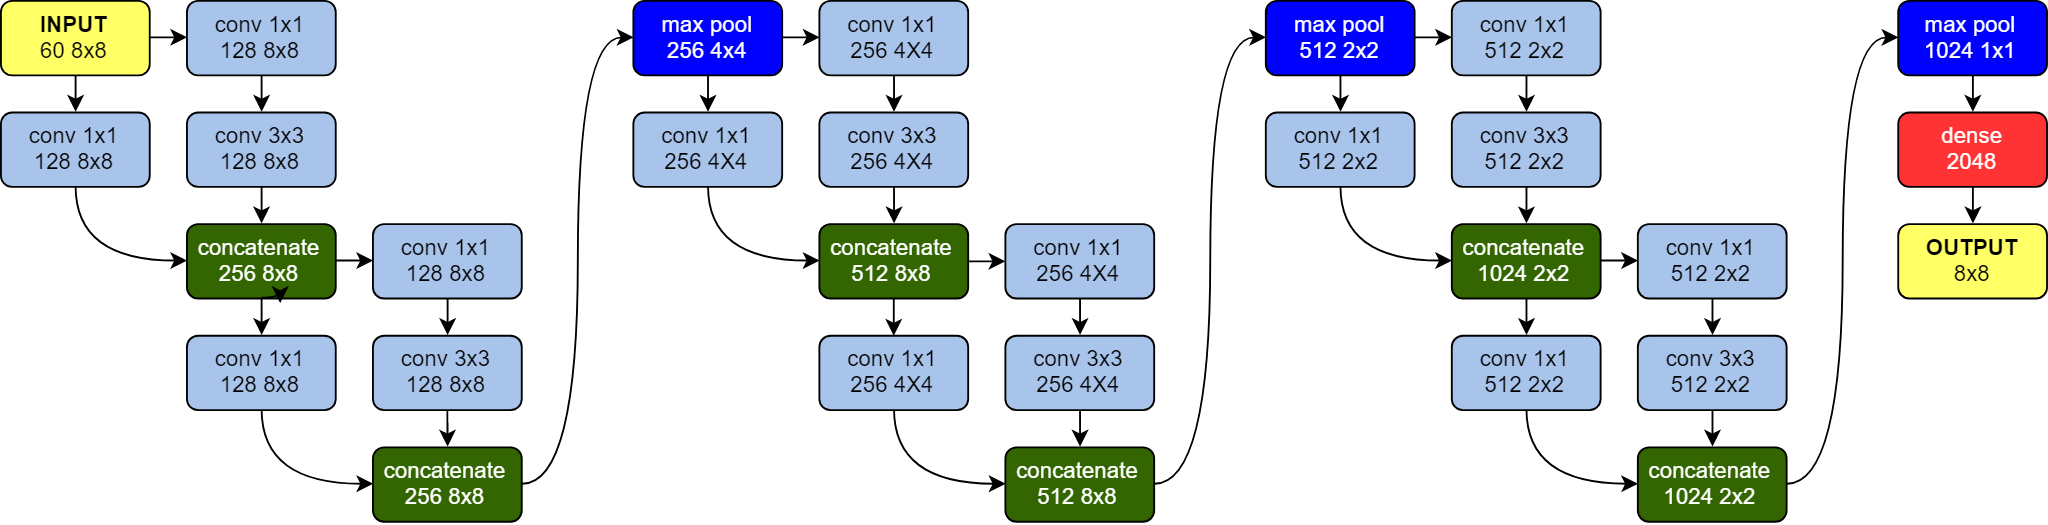 INPUT
60 8x8
conv 1x1
128 8x8
conv 1x1
128 8x8
conv 3x3
128 8x8
concatenate
256 8x8
conv 1x1
128 8x8
conv 1x1
128 8x8
conv 3x3
128 8x8
concatenate
256 8x8
max pool
256 4x4
conv 1x1
256 4X4
conv 1x1
256 4X4
conv 3x3
256 4X4
concatenate
512 8x8
conv 1x1
256 4X4
conv 1x1
256 4X4
conv 3x3
256 4X4
concatenate
512 8x8
max pool
512 2x2
conv 1x1
512 2x2
conv 1x1
512 2x2
conv 3x3
512 2x2
concatenate
1024 2x2
conv 1x1
512 2x2
conv 1x1
512 2x2
conv 3x3
512 2x2
concatenate
1024 2x2
max pool
1024 1x1
dense
2048
OUTPUT
8x8